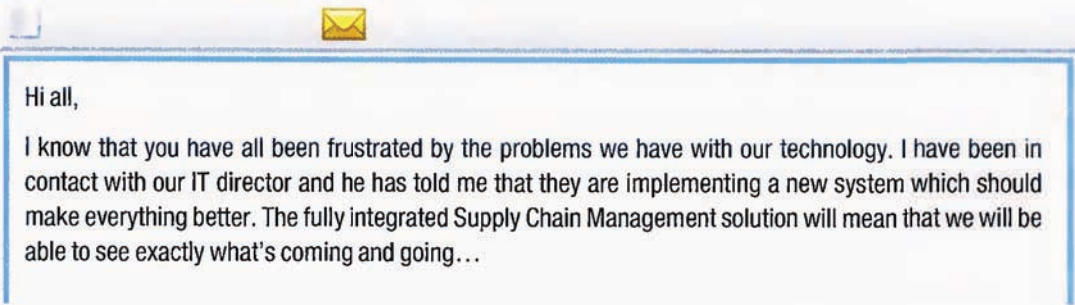 Hi all,
I know that you have all been frustrated by the problems we have with our technology. I have been in
contact with our IT director and he has told me that they are implementing a new system which should
make everything better. The fully integrated Supply Chain Management solution will mean that we will be
able to see exactly what's coming and going...